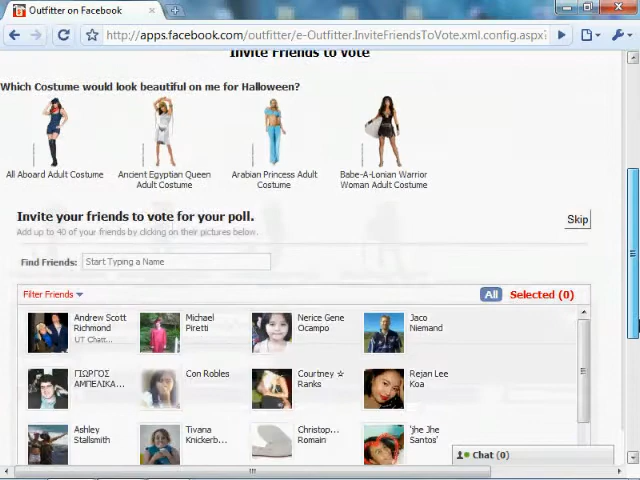 Outfitter on Facebook
http://apps.facebook.com/outfitter/e-Outfitter.InviteFriendsToVote.xml.config.aspx?
Invite Friends to Vote
Which Costume would look beautiful on me for Halloween?
All Aboard Adult Costume
Ancient Egyptian Queen
Adult Costume
Arabian Princess Adult
Costume
Babe-A-Lonian Warrior
Woman Adult Costume
Invite your friends to vote for your poll.
Skip
Add up to 40 of your friends by clicking on their pictures below.
Find Friends: Start Typing a Name
Filter Friends All Selected (0)
Andrew Scott
Richmond
UT Chatt...
Michael
Piretti
Nerice Gene
Ocampo
Jaco
Niemand
ΓΙΩΡΓΟΣ
ΑΜΠΕΛΙΚΑ...
Con Robles
Courtney ☆
Ranks
Rejan Lee
Koa
Ashley
Stallsmith
Tivana
Knickerb...
Christop...
Romain
'jhe Jhe
Santos'
Chat (0)